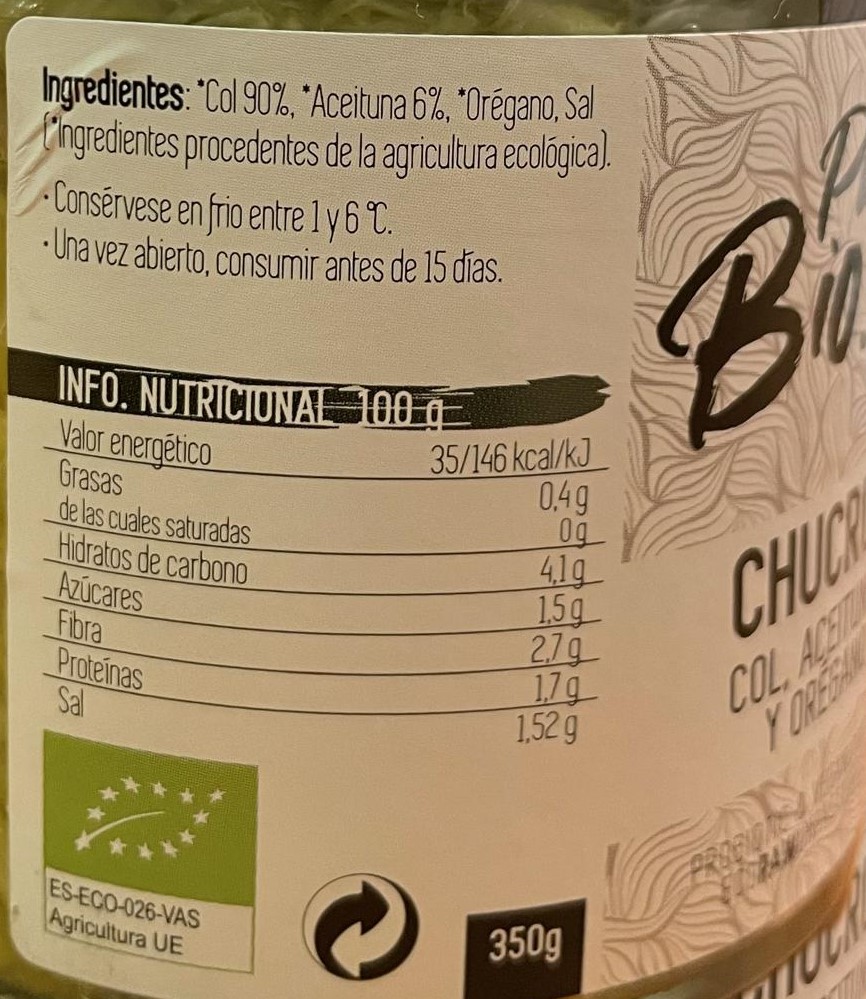 Ingredientes: *Col 90%, *Aceituna 6%, *Orégano, Sal
(*Ingredientes procedentes de la agricultura ecológica).
· Consérvese en frio entre 1 y 6 ºC.
· Una vez abierto, consumir antes de 15 días.
INFO. NUTRICIONAL 100 g
Valor energético 35/146 kcal/kJ
Grasas 0,4 g
de las cuales saturadas 0 g
Hidratos de carbono 4,1 g
Azúcares 1,5 g
Fibra 2,7 g
Proteínas 1,7 g
Sal 1,52 g
ES-ECO-026-VAS
Agricultura UE
350g
Bio
CHUCR
COL, ACEITU
Y ORÉGAN